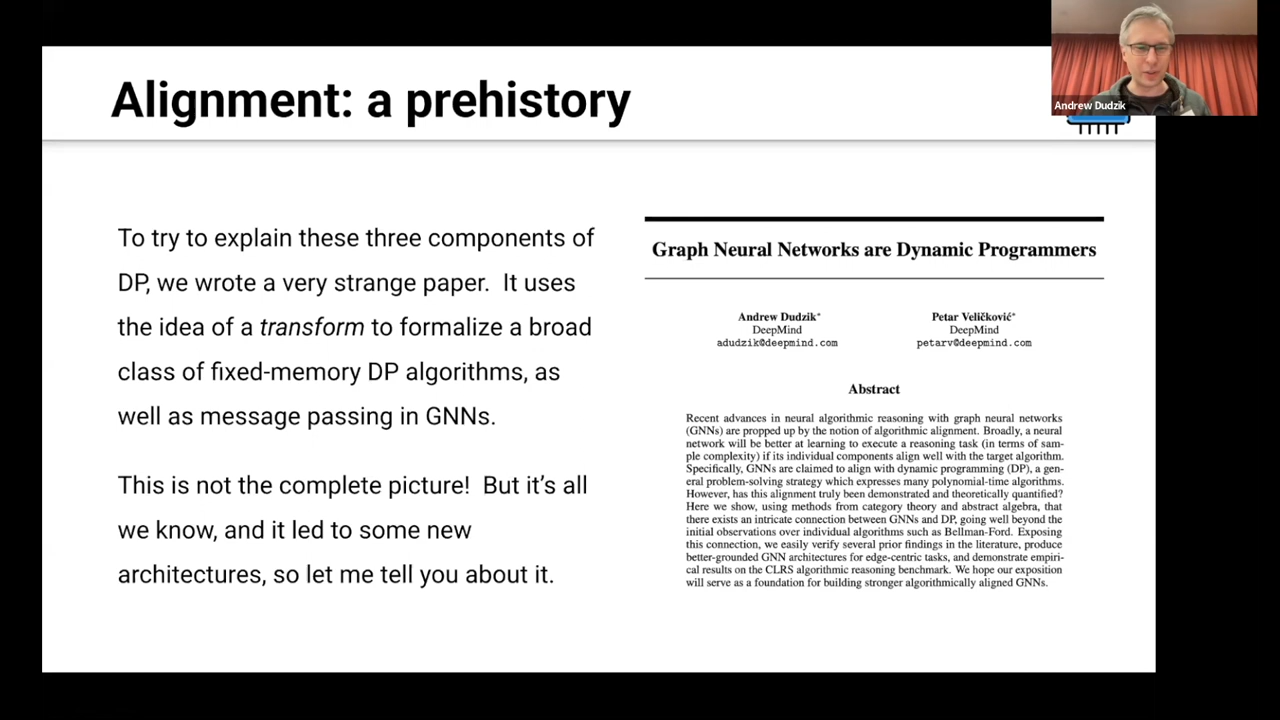 Alignment: a prehistory
Andrew Dudzik
To try to explain these three components of
DP, we wrote a very strange paper.  It uses
the idea of a transform to formalize a broad
class of fixed-memory DP algorithms, as
well as message passing in GNNs.
This is not the complete picture!  But it’s all
we know, and it led to some new
architectures, so let me tell you about it.
Graph Neural Networks are Dynamic Programmers
Andrew Dudzik*
DeepMind
adudzik@deepmind.com
Petar Veličković*
DeepMind
petarv@deepmind.com
Abstract
Recent advances in neural algorithmic reasoning with graph neural networks
(GNNs) are propped up by the notion of algorithmic alignment. Broadly, a neural
network will be better at learning to execute a reasoning task (in terms of sam-
ple complexity) if its individual components align well with the target algorithm.
Specifically, GNNs are claimed to align with dynamic programming (DP), a gen-
eral problem-solving strategy which expresses many polynomial-time algorithms.
However, has this alignment truly been demonstrated and theoretically quantified?
Here we show, using methods from category theory and abstract algebra, that
there exists an intricate connection between GNNs and DP, going well beyond the
initial observations over individual algorithms such as Bellman-Ford. Exposing
this connection, we easily verify several prior findings in the literature, produce
better-grounded GNN architectures for edge-centric tasks, and demonstrate empiri-
cal results on the CLRS algorithmic reasoning benchmark. We hope our exposition
will serve as a foundation for building stronger algorithmically aligned GNNs.